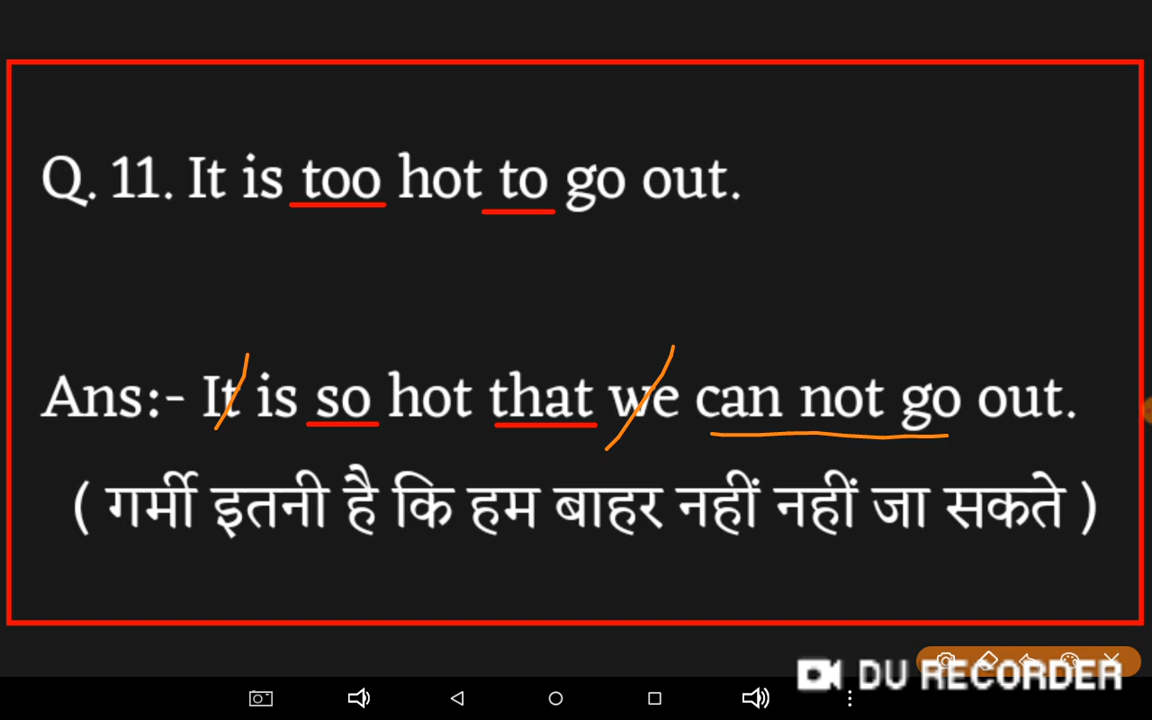 Q. 11. It is too hot to go out.
Ans:- It is so hot that we can not go out.
( गर्मी इतनी है कि हम बाहर नहीं नहीं जा सकते )
DU RECORDER